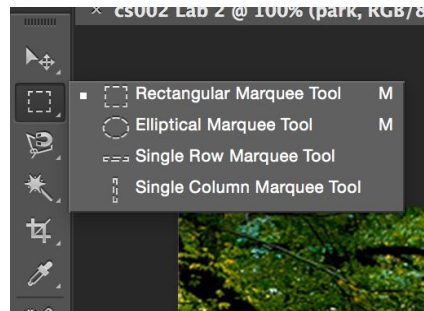 × cs002 Lab 2 @ 100% (park, RGB/8
Rectangular Marquee Tool M
Elliptical Marquee Tool M
Single Row Marquee Tool
Single Column Marquee Tool